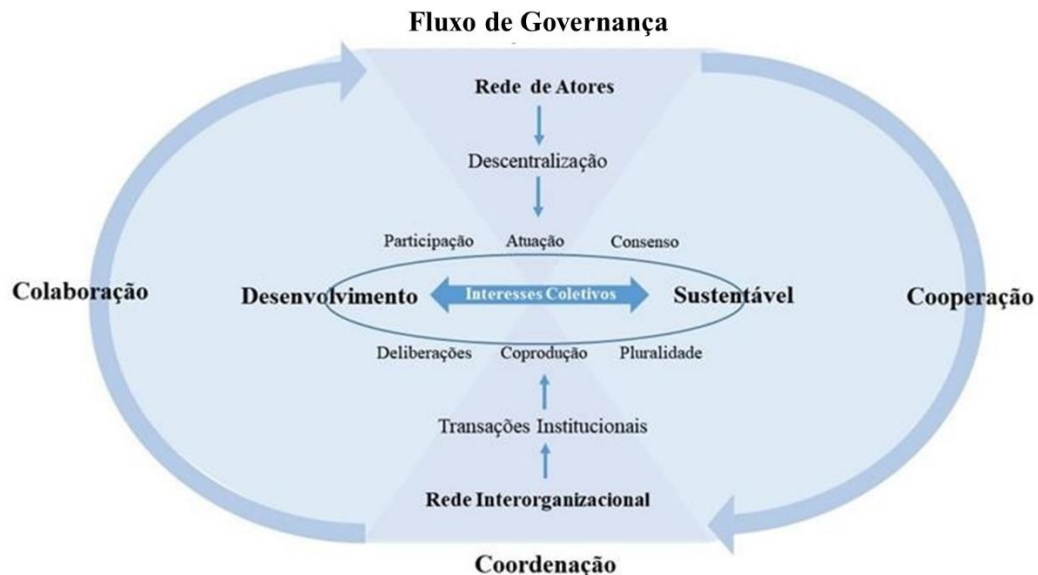 Fluxo de Governança
Rede de Atores
Descentralização
Participação Atuação Consenso
Colaboração Desenvolvimento Interesses Coletivos Sustentável Cooperação
Deliberações Coprodução Pluralidade
Transações Institucionais
Rede Interorganizacional
Coordenação